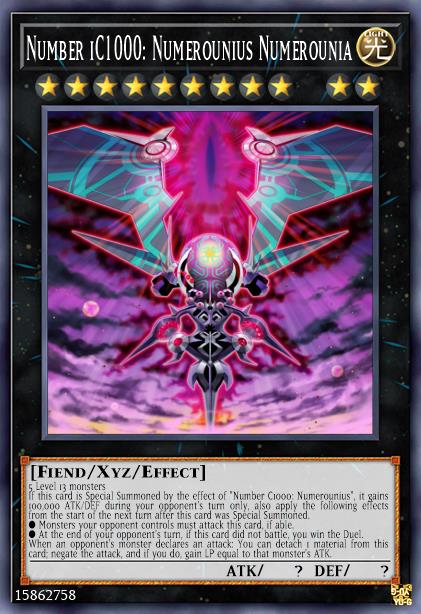 Number iC1000: Numerounius Numerounia
LIGHT
光
[Fiend/Xyz/Effect]
5 Level 13 monsters
If this card is Special Summoned by the effect of "Number C1000: Numerounius", it gains
100,000 ATK/DEF during your opponent's turn only, also apply the following effects
from the start of the next turn after this card was Special Summoned.
● Monsters your opponent controls must attack this card, if able.
● At the end of your opponent's turn, if this card did not battle, you win the Duel.
When an opponent's monster declares an attack: You can detach 1 material from this
card; negate the attack, and if you do, gain LP equal to that monster's ATK.
ATK/ ? DEF/ ?
15862758